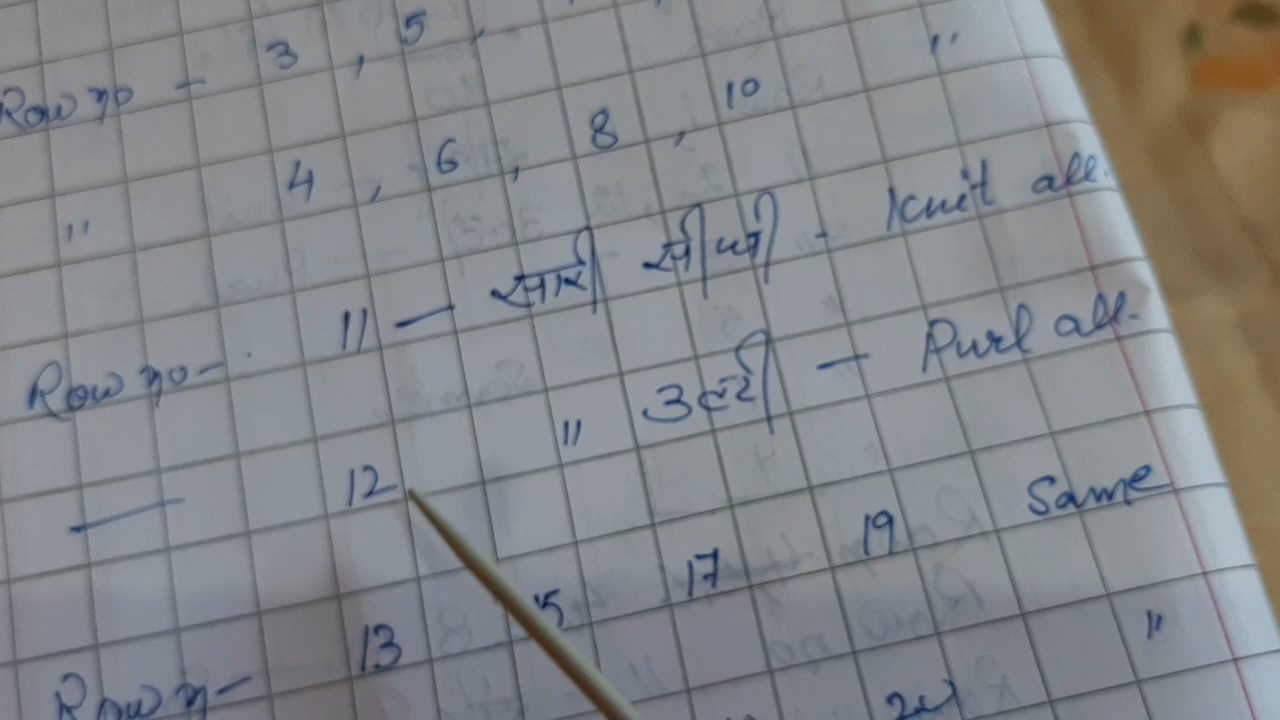 Row no - 3 , 5 ,
" 4 , 6 , 8 , 10 "
Row no - 11 - सारी सीधी - Knit all.
— 12 " उल्टी - Purl all.
Row n - 13 15 17 19 Same
"